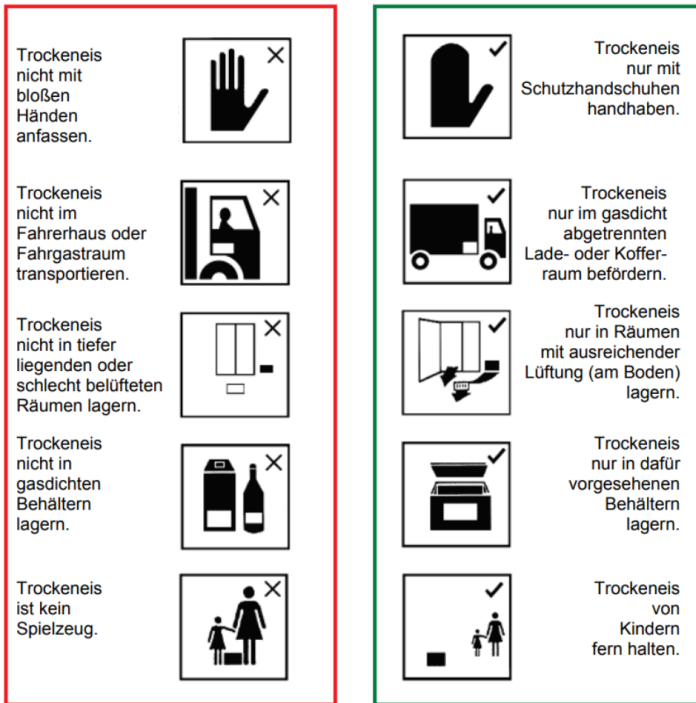 Trockeneis
nicht mit
bloßen
Händen
anfassen.
Trockeneis
nur mit
Schutzhandschuhen
handhaben.
Trockeneis
nicht im
Fahrerhaus oder
Fahrgastraum
transportieren.
Trockeneis
nur im gasdicht
abgetrennten
Lade- oder Koffer-
raum befördern.
Trockeneis
nicht in tiefer
liegenden oder
schlecht belüfteten
Räumen lagern.
Trockeneis
nur in Räumen
mit ausreichender
Lüftung (am Boden)
lagern.
Trockeneis
nicht in
gasdichten
Behältern
lagern.
Trockeneis
nur in dafür
vorgesehenen
Behältern
lagern.
Trockeneis
ist kein
Spielzeug.
Trockeneis
von
Kindern
fern halten.